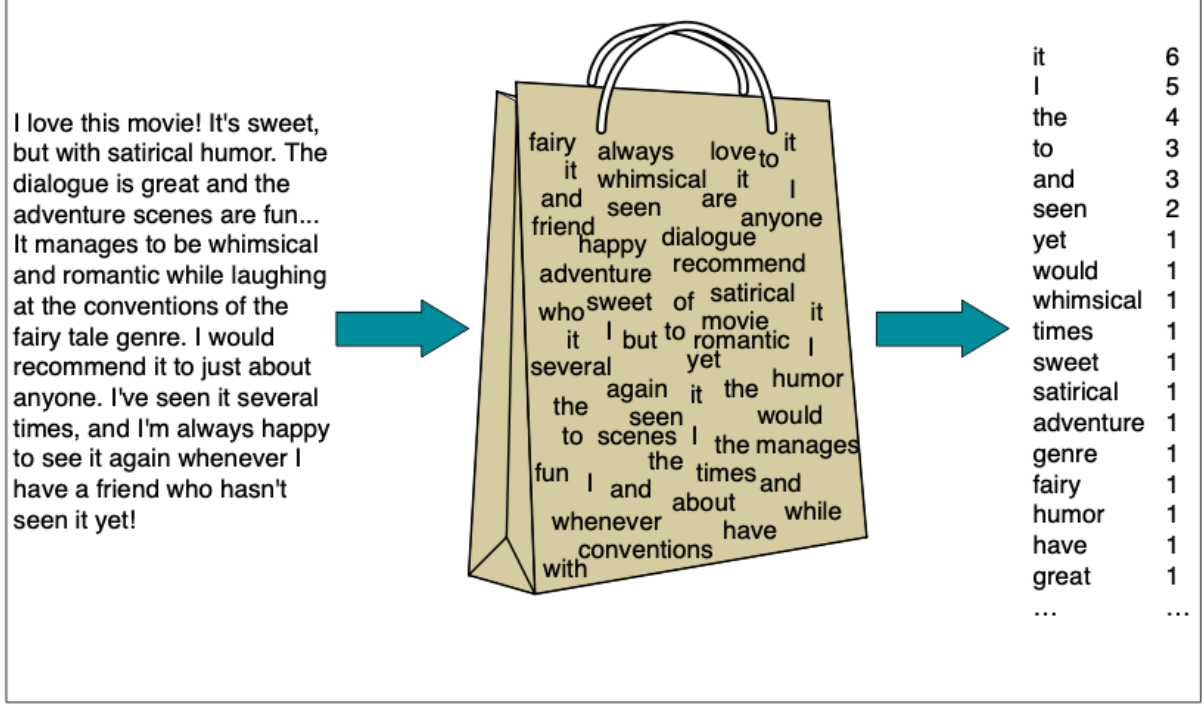 I love this movie! It's sweet,
but with satirical humor. The
dialogue is great and the
adventure scenes are fun...
It manages to be whimsical
and romantic while laughing
at the conventions of the
fairy tale genre. I would
recommend it to just about
anyone. I've seen it several
times, and I'm always happy
to see it again whenever I
have a friend who hasn't
seen it yet!
fairy always love to it
it whimsical it I
and seen are anyone
friend happy dialogue
adventure recommend
who sweet of satirical it
it I but to movie romantic I
several yet
again it the humor
the seen would
to scenes I the manages
fun I and the times and
about while
whenever have
conventions
with
it 6
I 5
the 4
to 3
and 3
seen 2
yet 1
would 1
whimsical 1
times 1
sweet 1
satirical 1
adventure 1
genre 1
fairy 1
humor 1
have 1
great 1
... ...